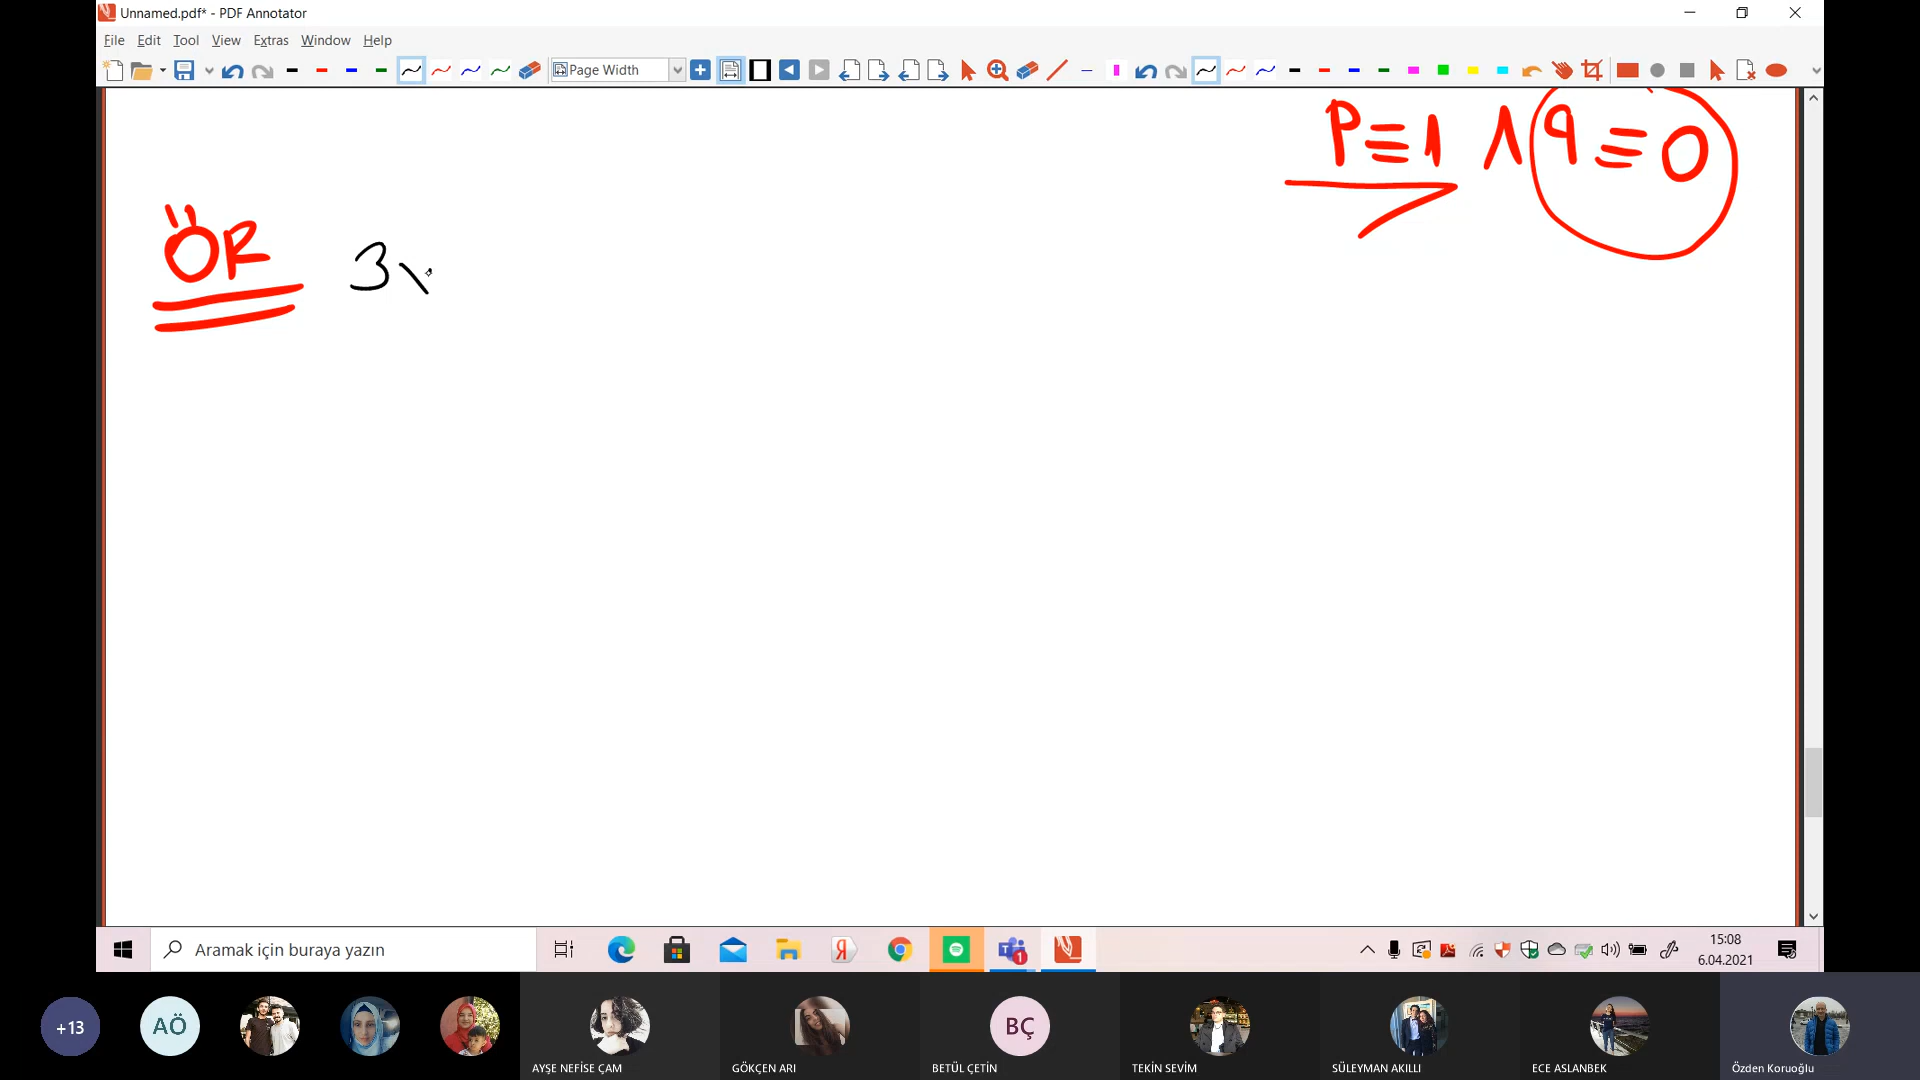 Unnamed.pdf* - PDF Annotator
File Edit Tool View Extras Window Help
Page Width
P≡1 ∧ q≡0
ÖR 3x
Aramak için buraya yazın
1
15:08
6.04.2021
+13
AÖ
BÇ
AYŞE NEFİSE ÇAM
GÖKÇEN ARI
BETÜL ÇETİN
TEKİN SEVİM
SÜLEYMAN AKILLI
ECE ASLANBEK
Özden Koruoğlu